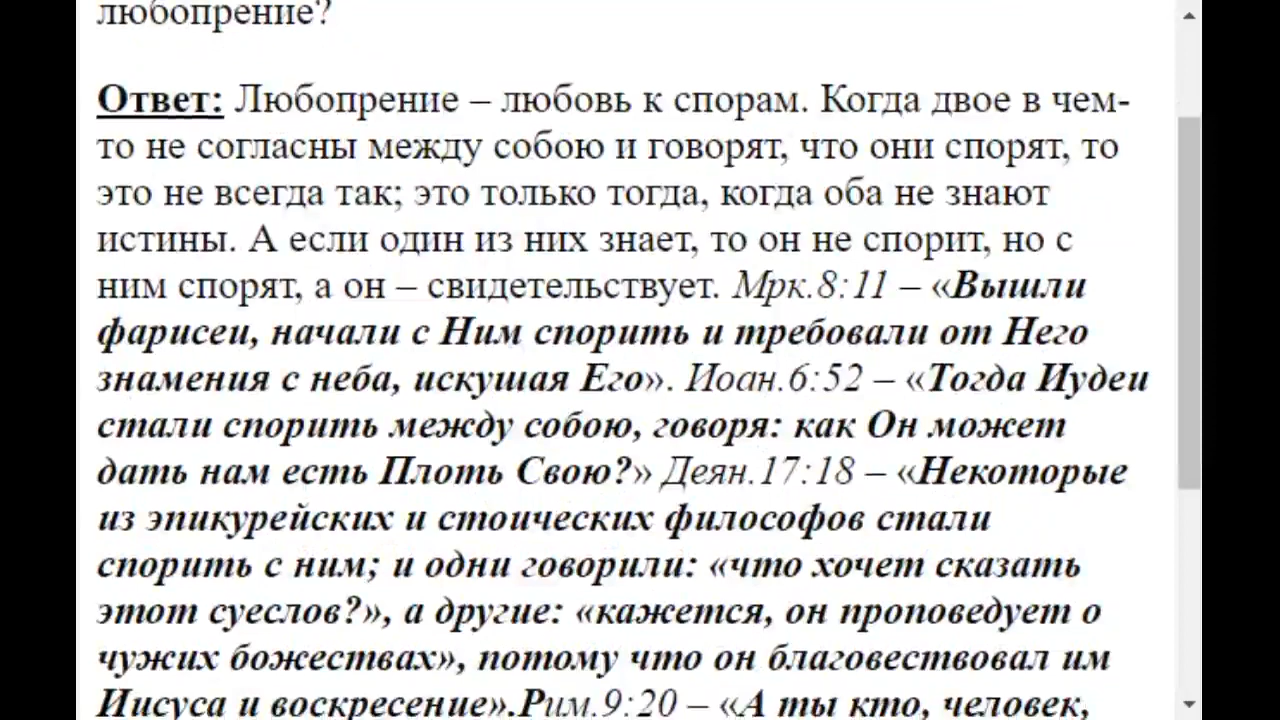 любопрение?
Ответ: Любопрение – любовь к спорам. Когда двое в чем-
то не согласны между собою и говорят, что они спорят, то
это не всегда так; это только тогда, когда оба не знают
истины. А если один из них знает, то он не спорит, но с
ним спорят, а он – свидетельствует. Мрк.8:11 – «Вышли
фарисеи, начали с Ним спорить и требовали от Него
знамения с неба, искушая Его». Иоан.6:52 – «Тогда Иудеи
стали спорить между собою, говоря: как Он может
дать нам есть Плоть Свою?» Деян.17:18 – «Некоторые
из эпикурейских и стоических философов стали
спорить с ним; и одни говорили: «что хочет сказать
этот суеслов?», а другие: «кажется, он проповедует о
чужих божествах», потому что он благовествовал им
Иисуса и воскресение».Рим.9:20 – «А ты кто, человек,